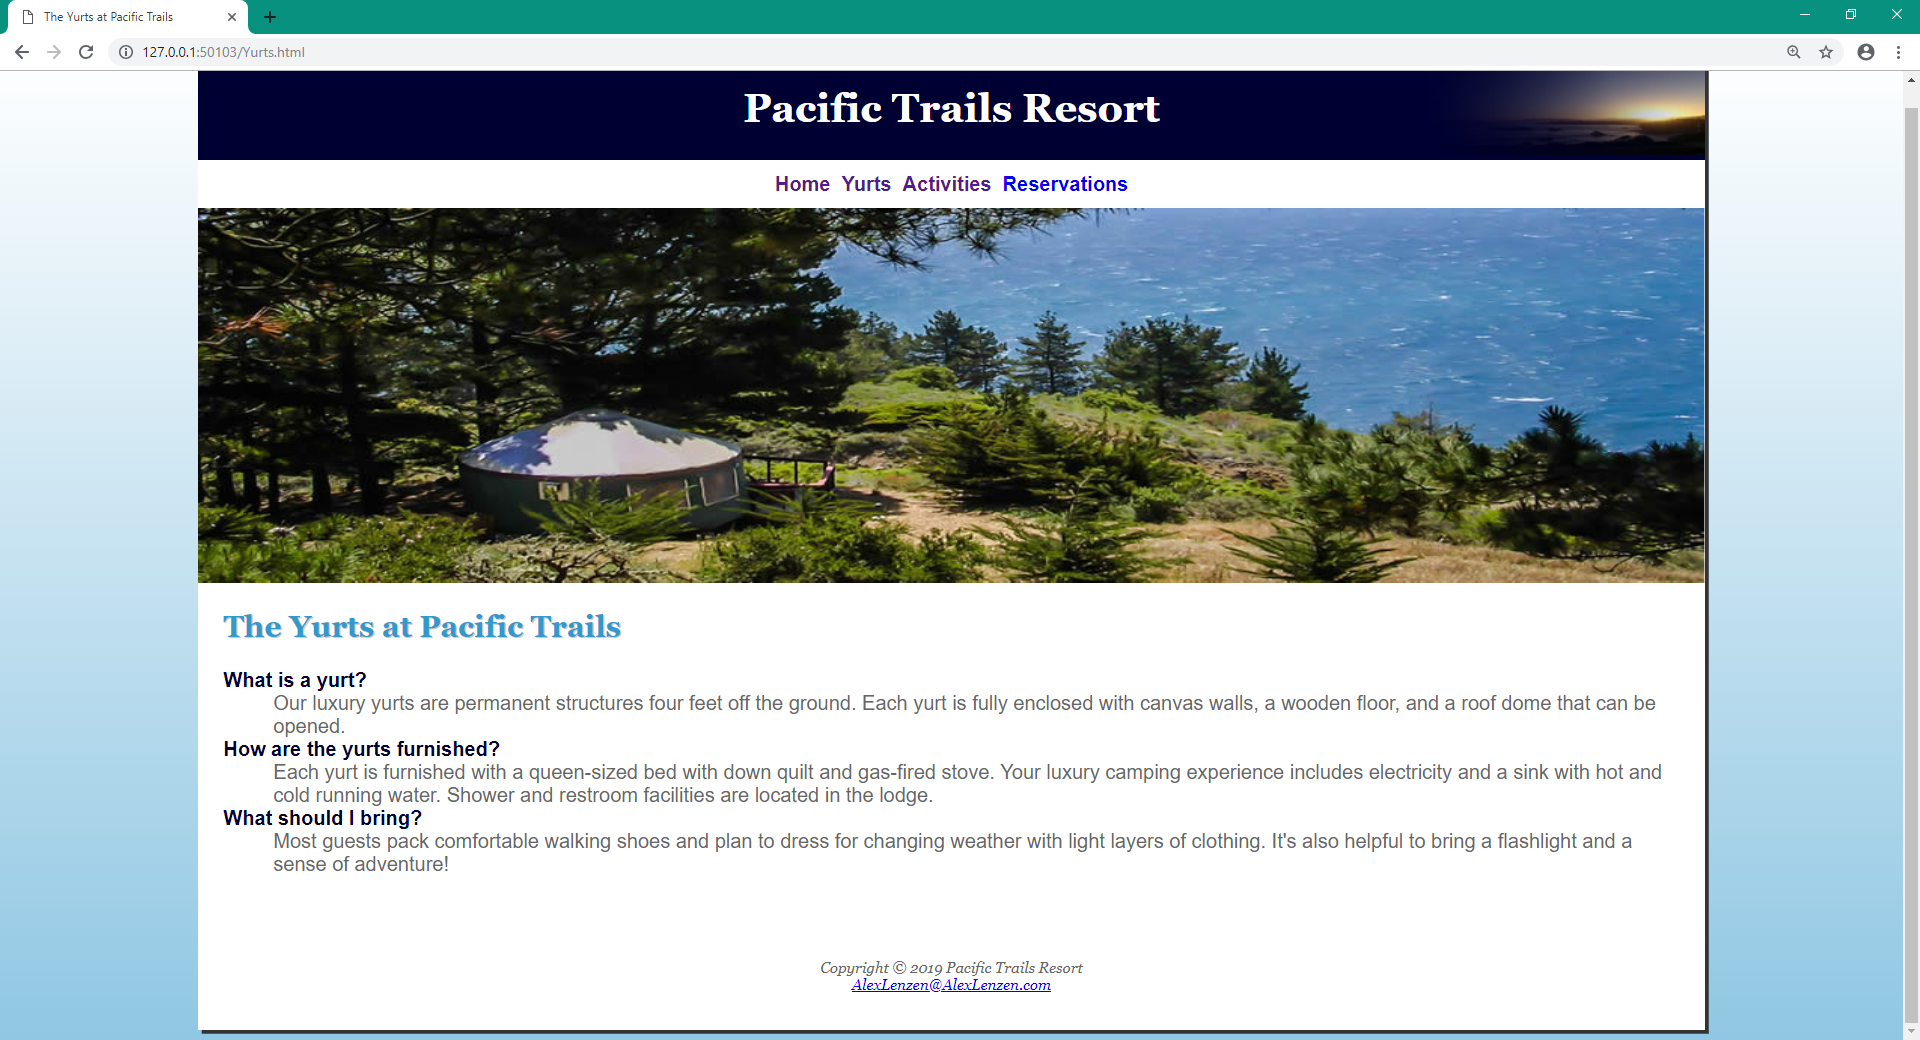 The Yurts at Pacific Trails
127.0.0.1:50103/Yurts.html
Pacific Trails Resort
Home Yurts Activities Reservations
The Yurts at Pacific Trails
What is a yurt?
Our luxury yurts are permanent structures four feet off the ground. Each yurt is fully enclosed with canvas walls, a wooden floor, and a roof dome that can be
opened.
How are the yurts furnished?
Each yurt is furnished with a queen-sized bed with down quilt and gas-fired stove. Your luxury camping experience includes electricity and a sink with hot and
cold running water. Shower and restroom facilities are located in the lodge.
What should I bring?
Most guests pack comfortable walking shoes and plan to dress for changing weather with light layers of clothing. It's also helpful to bring a flashlight and a
sense of adventure!
Copyright © 2019 Pacific Trails Resort
AlexLenzen@AlexLenzen.com